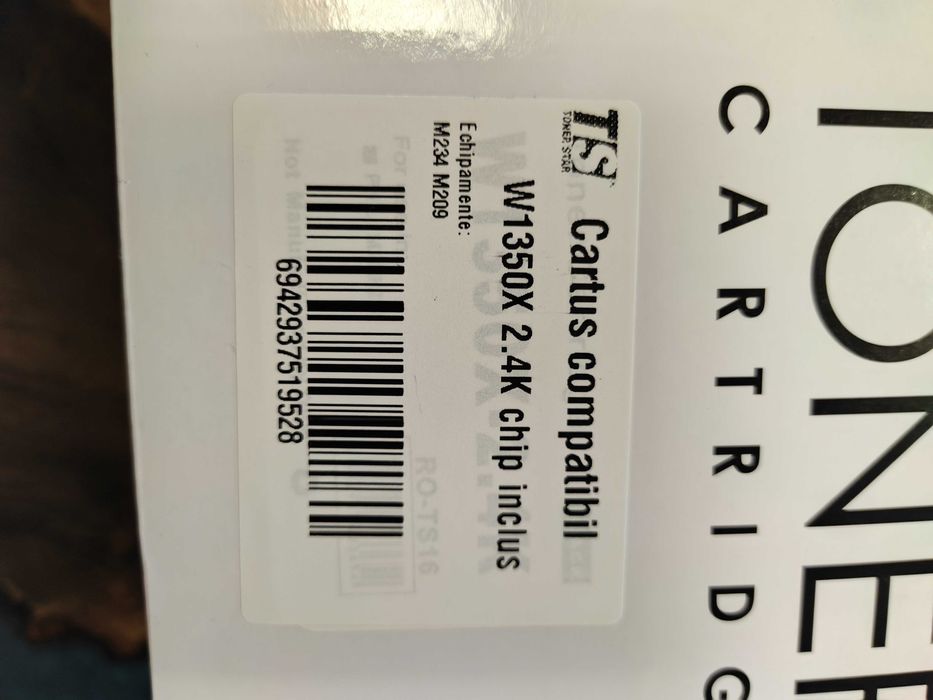 TONER
CARTRIDG
TS
TONER STAR
Cartus compatibil
W1350X 2.4K chip inclus
Echipamente:
M234 M209
6942937519528
RO-TS16